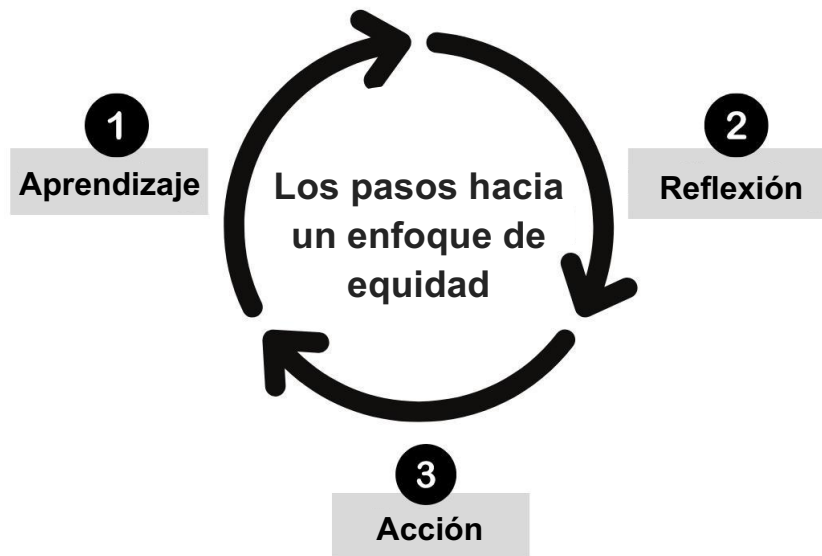 1
Aprendizaje
Los pasos hacia
un enfoque de
equidad
2
Reflexión
3
Acción